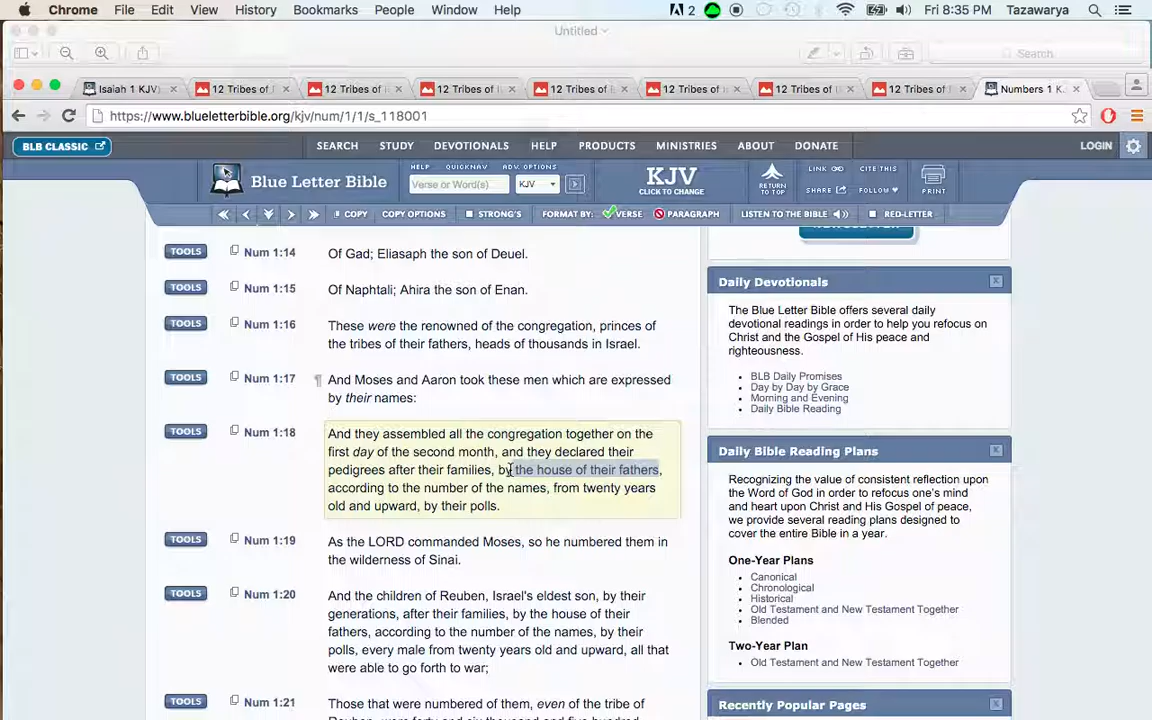 Chrome File Edit View History Bookmarks People Window Help 2 Fri 8:35 PM Tazawarya
Untitled
Search
Isaiah 1 KJV) 12 Tribes of 12 Tribes of 12 Tribes of 12 Tribes of 12 Tribes of 12 Tribes of 12 Tribes of Numbers 1 K
https://www.blueletterbible.org/kjv/num/1/1/s_118001
BLB CLASSIC SEARCH STUDY DEVOTIONALS HELP PRODUCTS MINISTRIES ABOUT DONATE LOGIN
HELP QUICKNAV ADV. OPTIONS
Blue Letter Bible Verse or Word(s) KJV
KJV
CLICK TO CHANGE
RETURN
TO TOP
LINK CITE THIS
SHARE FOLLOW
PRINT
COPY COPY OPTIONS STRONG'S FORMAT BY: VERSE PARAGRAPH LISTEN TO THE BIBLE RED-LETTER
TOOLS Num 1:14 Of Gad; Eliasaph the son of Deuel.
TOOLS Num 1:15 Of Naphtali; Ahira the son of Enan.
TOOLS Num 1:16 These were the renowned of the congregation, princes of
the tribes of their fathers, heads of thousands in Israel.
TOOLS Num 1:17 ¶ And Moses and Aaron took these men which are expressed
by their names:
TOOLS Num 1:18 And they assembled all the congregation together on the
first day of the second month, and they declared their
pedigrees after their families, by the house of their fathers,
according to the number of the names, from twenty years
old and upward, by their polls.
TOOLS Num 1:19 As the LORD commanded Moses, so he numbered them in
the wilderness of Sinai.
TOOLS Num 1:20 And the children of Reuben, Israel's eldest son, by their
generations, after their families, by the house of their
fathers, according to the number of the names, by their
polls, every male from twenty years old and upward, all that
were able to go forth to war;
TOOLS Num 1:21 Those that were numbered of them, even of the tribe of
Daily Devotionals
The Blue Letter Bible offers several daily
devotional readings in order to help you refocus on
Christ and the Gospel of His peace and
righteousness.
• BLB Daily Promises
• Day by Day by Grace
• Morning and Evening
• Daily Bible Reading
Daily Bible Reading Plans
Recognizing the value of consistent reflection upon
the Word of God in order to refocus one's mind
and heart upon Christ and His Gospel of peace,
we provide several reading plans designed to
cover the entire Bible in a year.
One-Year Plans
• Canonical
• Chronological
• Historical
• Old Testament and New Testament Together
• Blended
Two-Year Plan
• Old Testament and New Testament Together
Recently Popular Pages